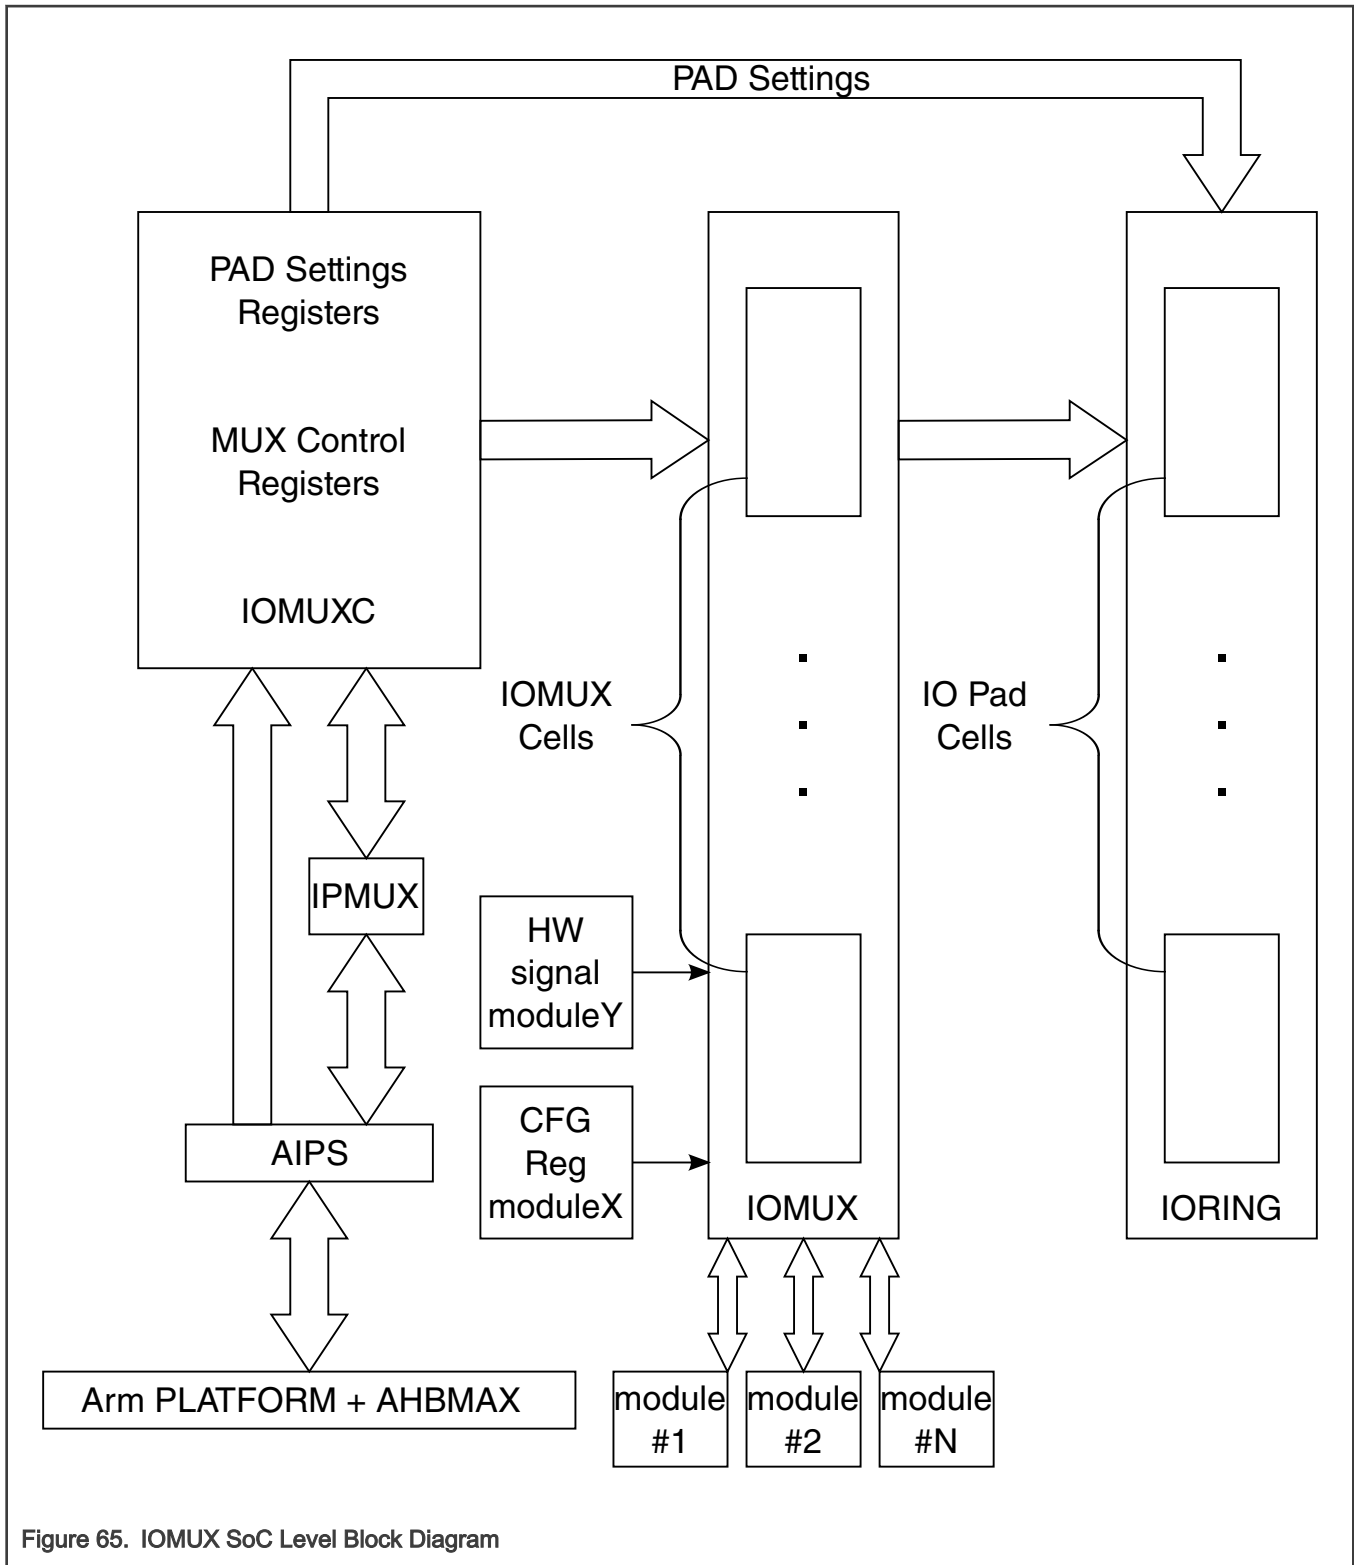 PAD Settings
PAD Settings
Registers
MUX Control
Registers
IOMUXC
IOMUX
Cells
IO Pad
Cells
IPMUX
HW
signal
moduleY
CFG
Reg
moduleX
AIPS
IOMUX
IORING
Arm PLATFORM + AHBMAX
module
#1
module
#2
module
#N
Figure 65. IOMUX SoC Level Block Diagram